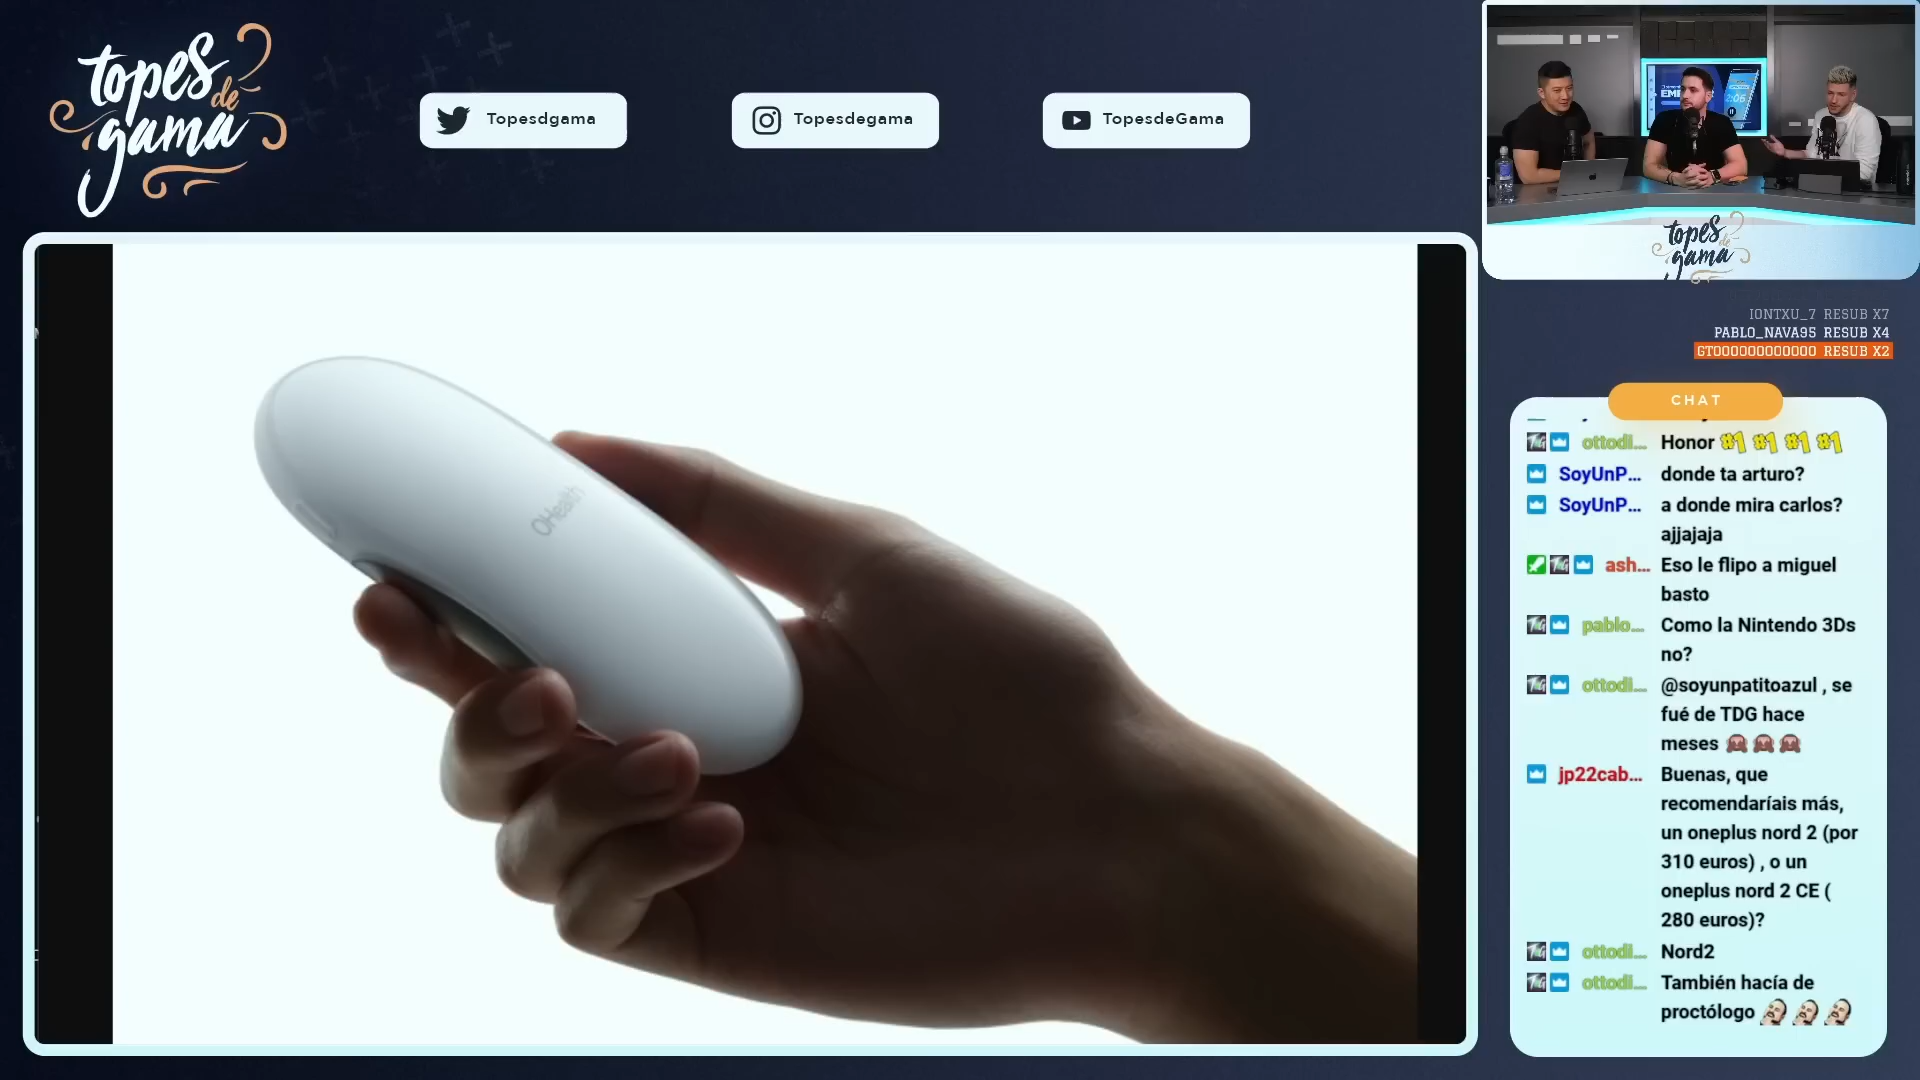 topes
de
gama
Topesdgama
Topesdegama
TopesdeGama
topes
de
gama
IONTXU_7 RESUB X7
PABLO_NAVA95 RESUB X4
GT000000000000 RESUB X2
CHAT
ottodi... Honor #1 #1 #1 #1
SoyUnP... donde ta arturo?
SoyUnP... a donde mira carlos?
ajjajaja
ash... Eso le flipo a miguel
basto
pablo... Como la Nintendo 3Ds
no?
ottodi... @soyunpatitoazul , se
fué de TDG hace
meses
jp22cab... Buenas, que
recomendaríais más,
un oneplus nord 2 (por
310 euros) , o un
oneplus nord 2 CE (
280 euros)?
ottodi... Nord2
ottodi... También hacía de
proctólogo
OHealth